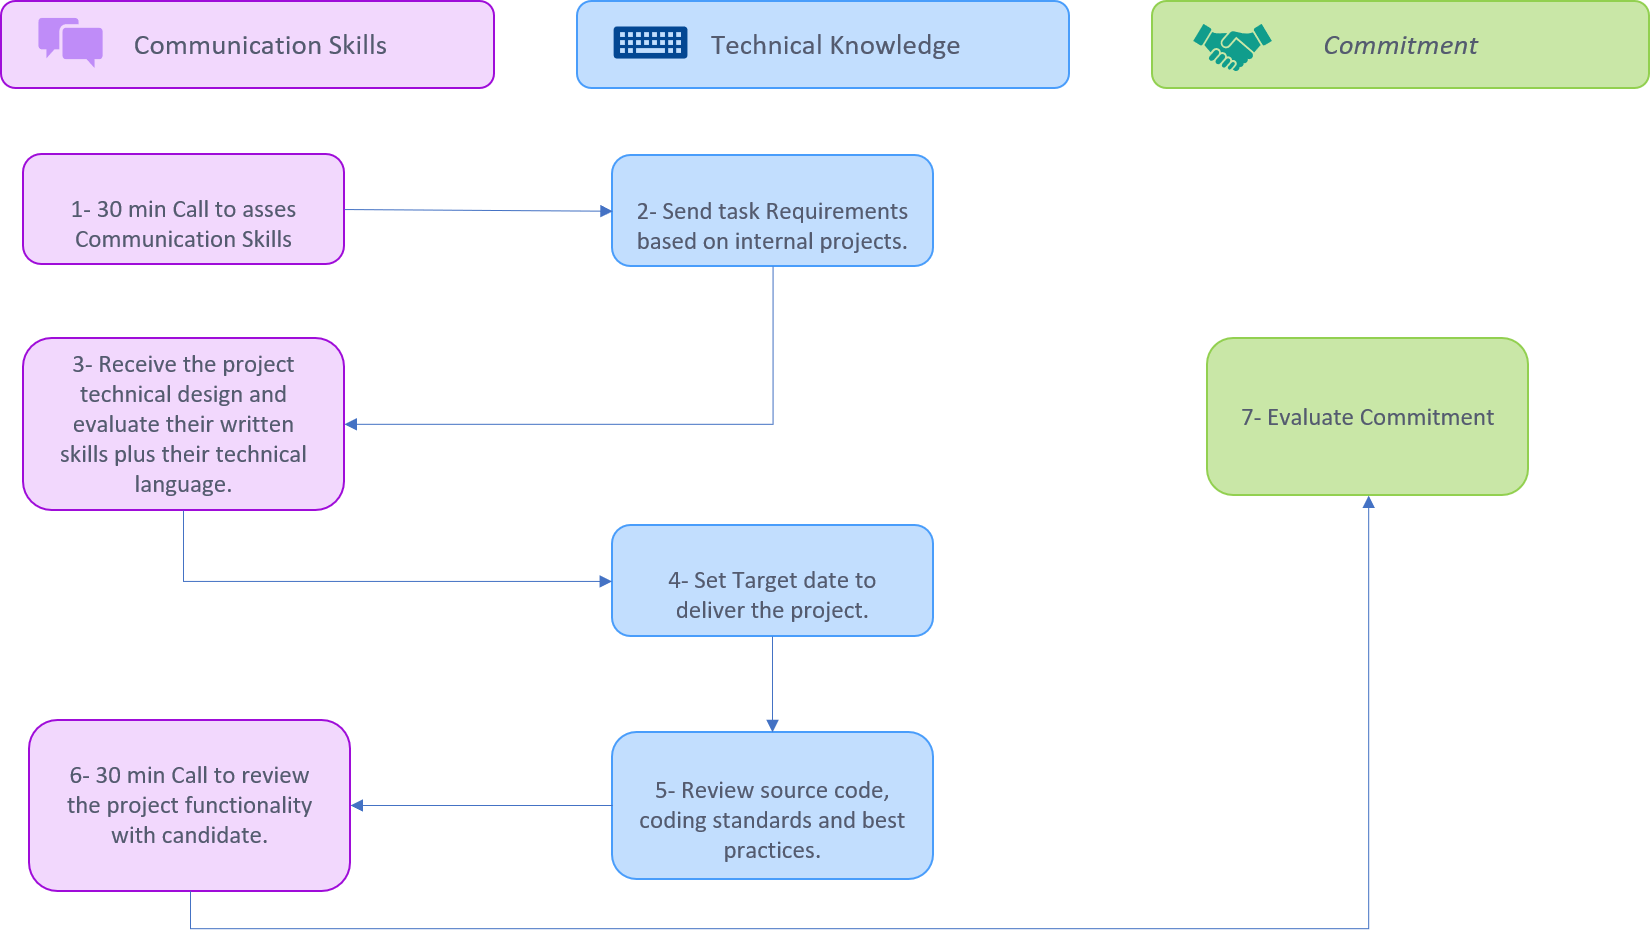 Communication Skills
Technical Knowledge
Commitment
1- 30 min Call to asses
Communication Skills
2- Send task Requirements
based on internal projects.
3- Receive the project
technical design and
evaluate their written
skills plus their technical
language.
7- Evaluate Commitment
4- Set Target date to
deliver the project.
6- 30 min Call to review
the project functionality
with candidate.
5- Review source code,
coding standards and best
practices.